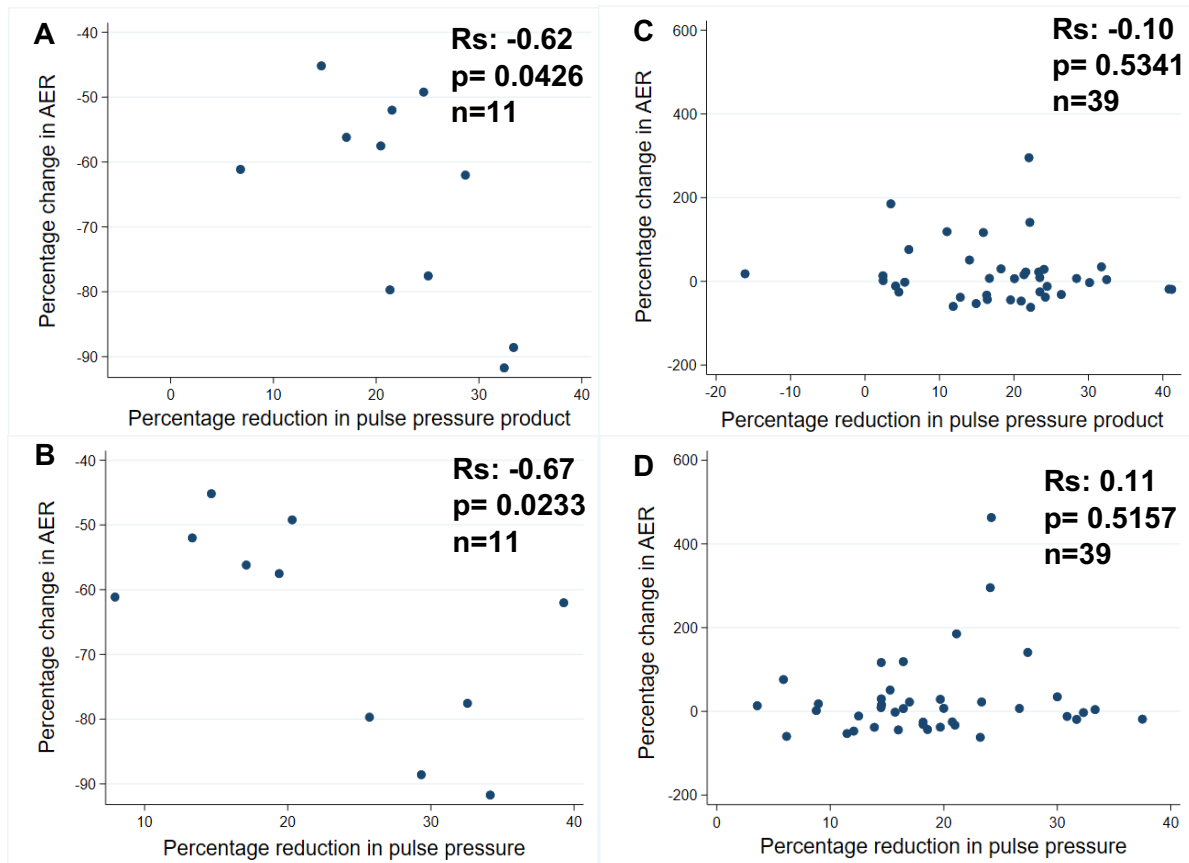 A
Rs: -0.62
p= 0.0426
n=11
Percentage change in AER
-40
-50
-60
-70
-80
-90
0
10
20
30
40
Percentage reduction in pulse pressure product
C
Rs: -0.10
p= 0.5341
n=39
Percentage change in AER
600
400
200
0
-200
-20
-10
0
10
20
30
40
Percentage reduction in pulse pressure product
B
Rs: -0.67
p= 0.0233
n=11
Percentage change in AER
-40
-50
-60
-70
-80
-90
10
20
30
40
Percentage reduction in pulse pressure
D
Rs: 0.11
p= 0.5157
n=39
Percentage change in AER
600
400
200
0
-200
0
10
20
30
40
Percentage reduction in pulse pressure